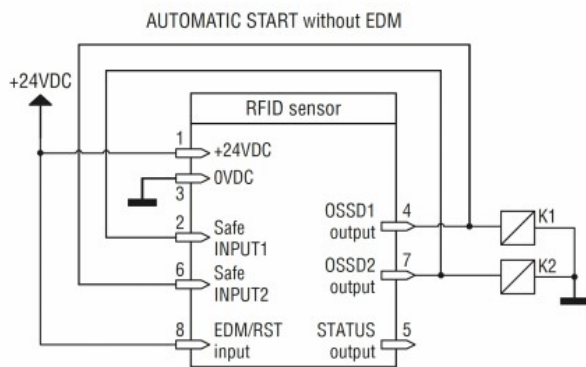 AUTOMATIC START without EDM
+24VDC
RFID sensor
1
+24VDC
0VDC
3
2
Safe
INPUT1
6
Safe
INPUT2
8
EDM/RST
input
OSSD1
output
4
K1
OSSD2
output
7
K2
STATUS
output
5